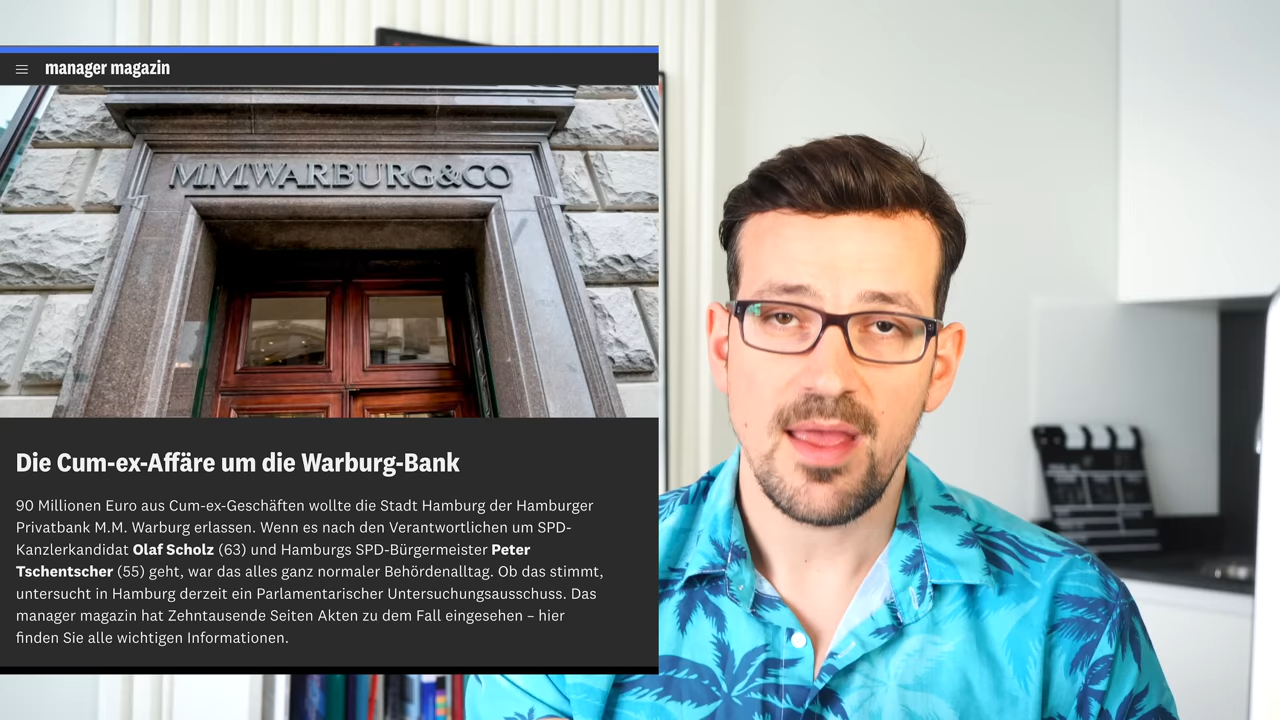 manager magazin
M.M.WARBURG&CO
Die Cum-ex-Affäre um die Warburg-Bank
90 Millionen Euro aus Cum-ex-Geschäften wollte die Stadt Hamburg der Hamburger
Privatbank M.M. Warburg erlassen. Wenn es nach den Verantwortlichen um SPD-
Kanzlerkandidat Olaf Scholz (63) und Hamburgs SPD-Bürgermeister Peter
Tschentscher (55) geht, war das alles ganz normaler Behördenalltag. Ob das stimmt,
untersucht in Hamburg derzeit ein Parlamentarischer Untersuchungsausschuss. Das
manager magazin hat Zehntausende Seiten Akten zu dem Fall eingesehen – hier
finden Sie alle wichtigen Informationen.